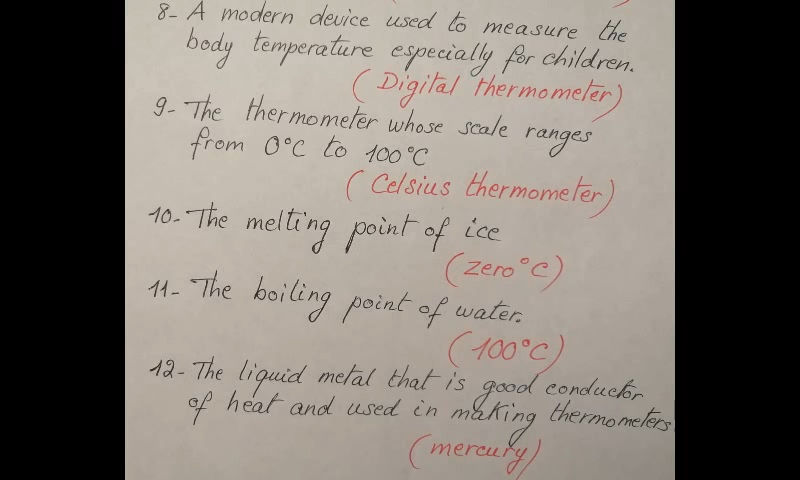 8- A modern device used to measure the
body temperature especially for children.
(Digital thermometer)
9- The thermometer whose scale ranges
from 0°C to 100°C
(Celsius thermometer)
10- The melting point of ice
(Zero°C)
11- The boiling point of water.
(100°C)
12- The liquid metal that is good conductor
of heat and used in making thermometers
(mercury)